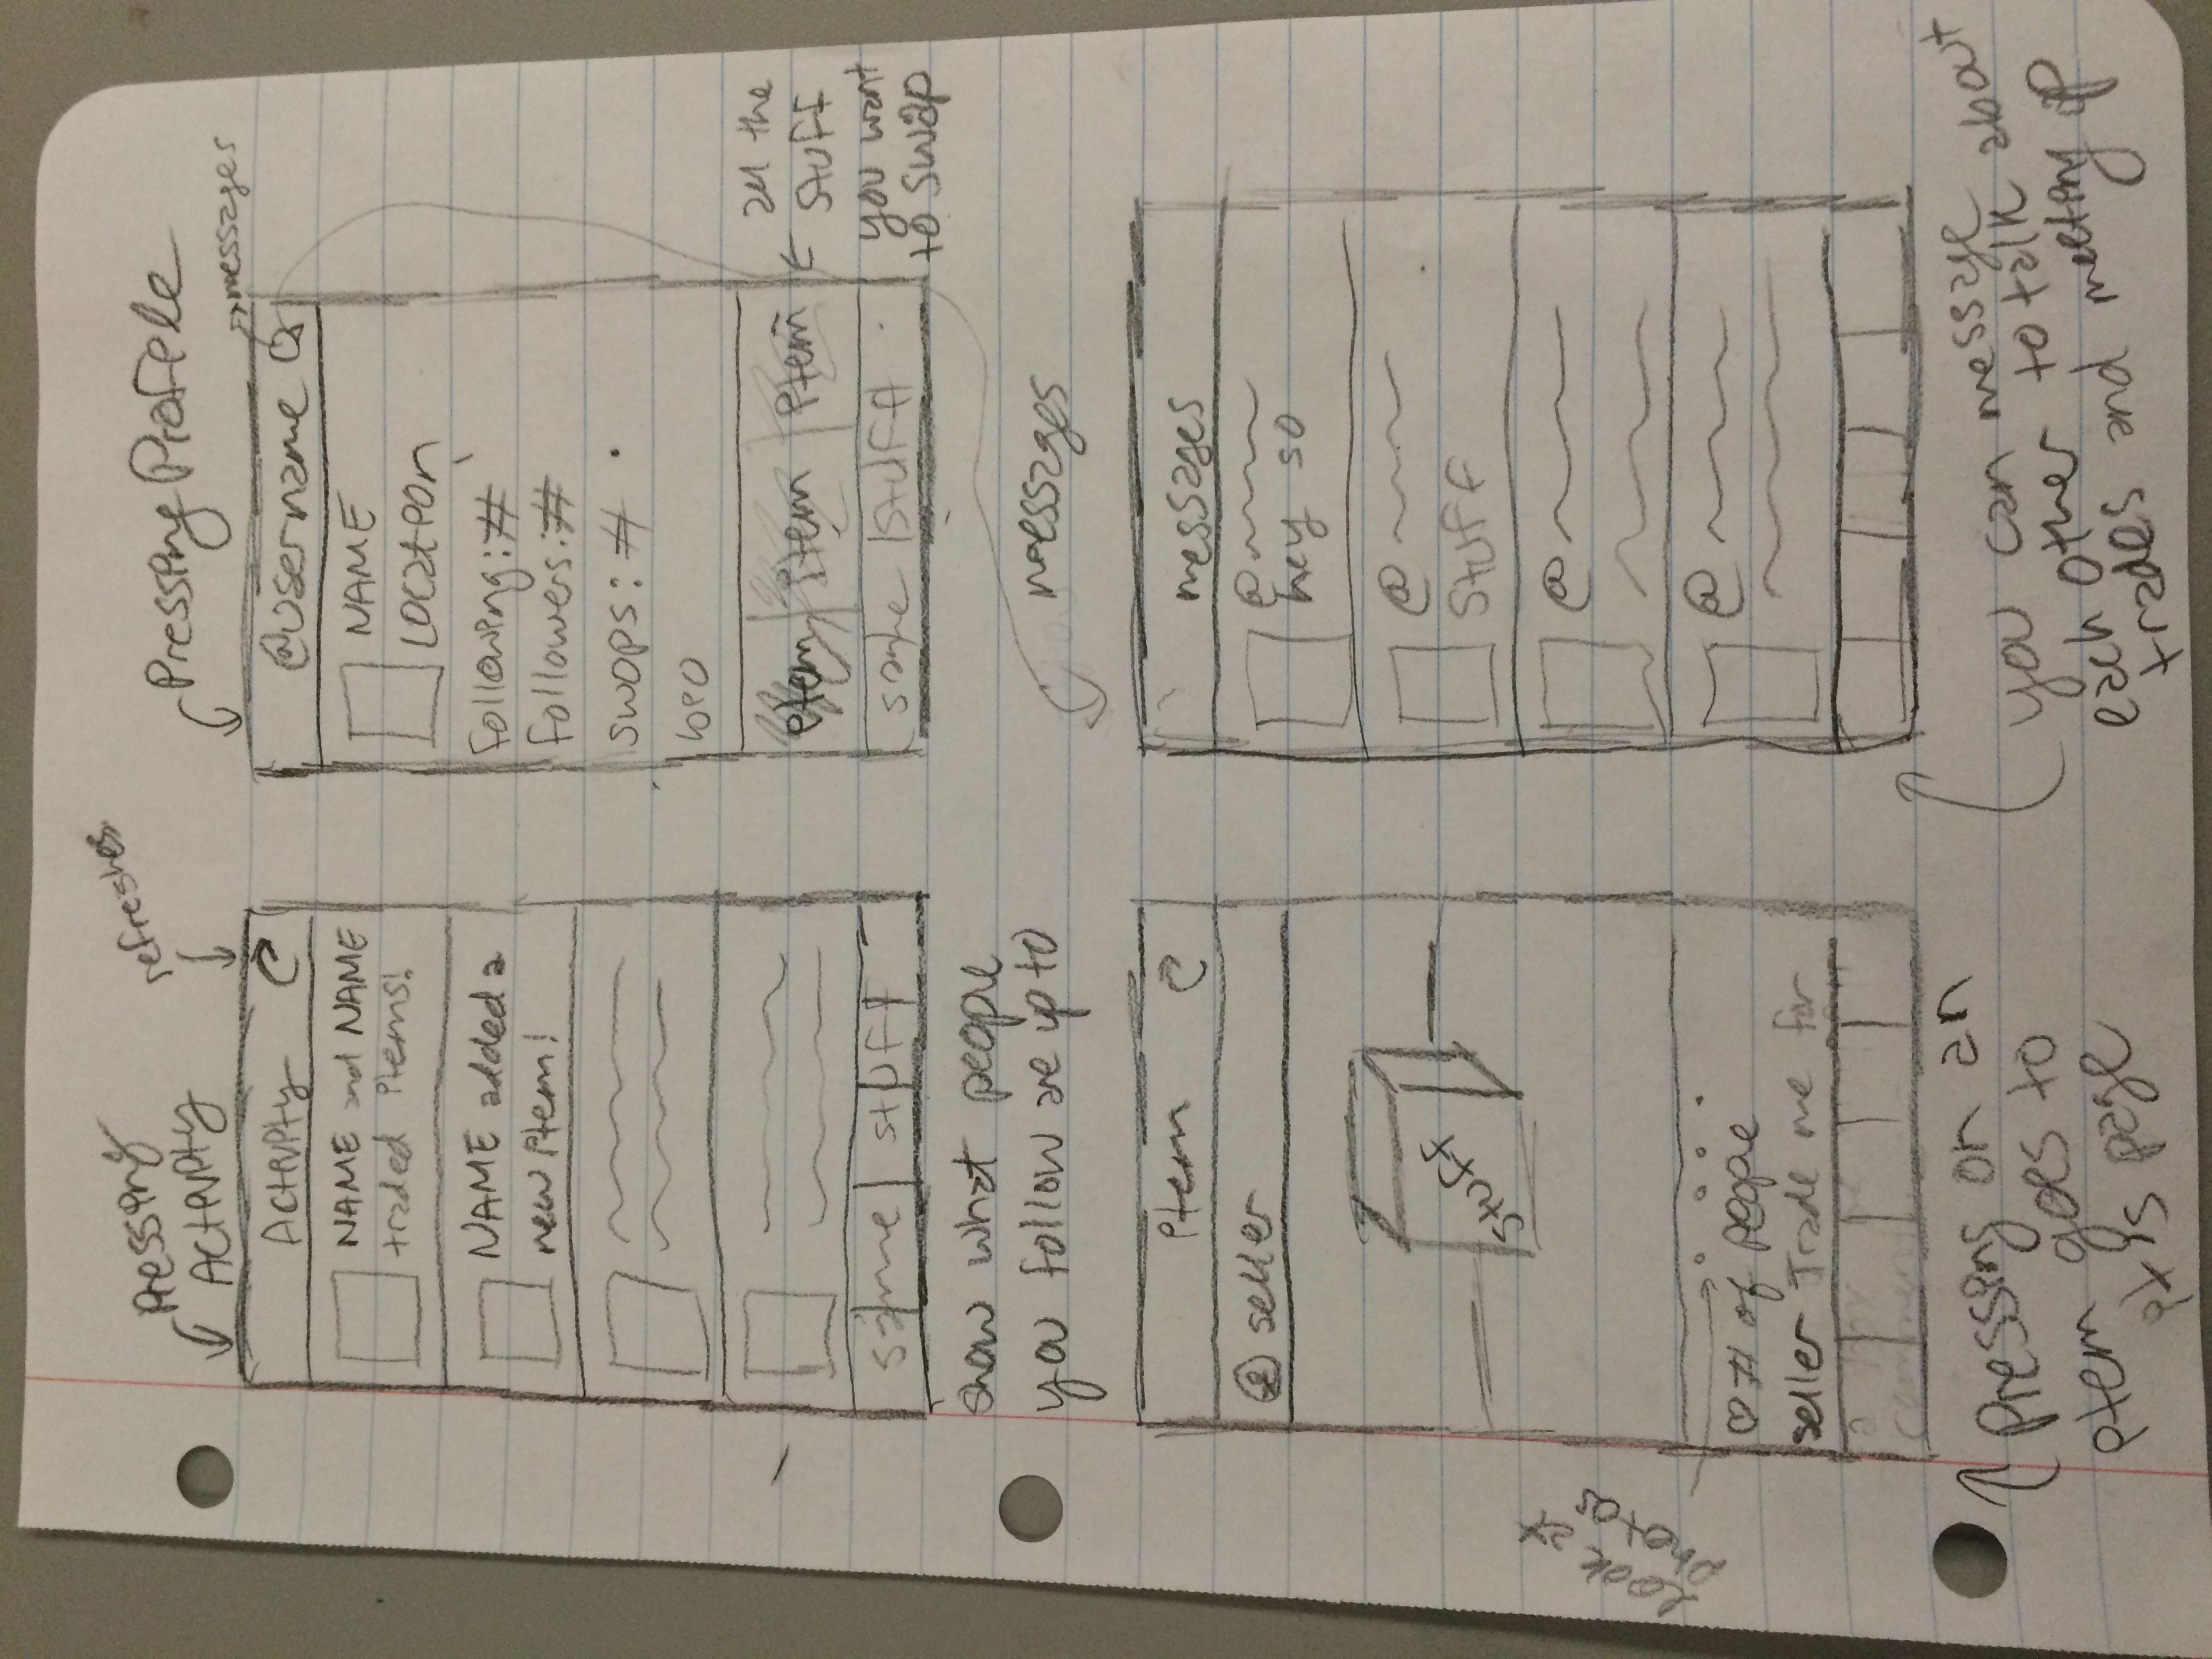 Pressing
Activity
refreshes
Activity
NAME and NAME
traded items!
NAME added a
new item!
same stuff
show what people
you follow are up to
Pressing Profile
messages
@username
NAME
Location
following: #
followers: #
swops: #
bio
item item item
same stuff
all the
stuff
you want
to swap
item
seller
stuff
look at
photos
♡ # of people
seller Trade me for
a
comment
Pressing on an
item goes to
it's page
messages
messages
@
hey so
@
stuff
@
@
you can message
each other to talk about
trades and meeting up